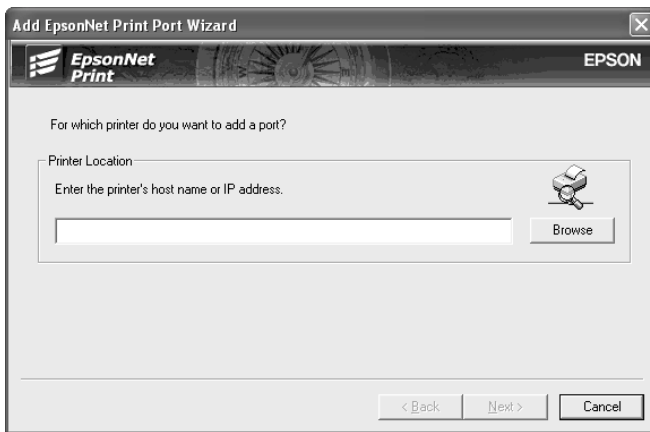 Add EpsonNet Print Port Wizard
EpsonNet
Print
EPSON
For which printer do you want to add a port?
Printer Location
Enter the printer's host name or IP address.
Browse
< Back
Next >
Cancel